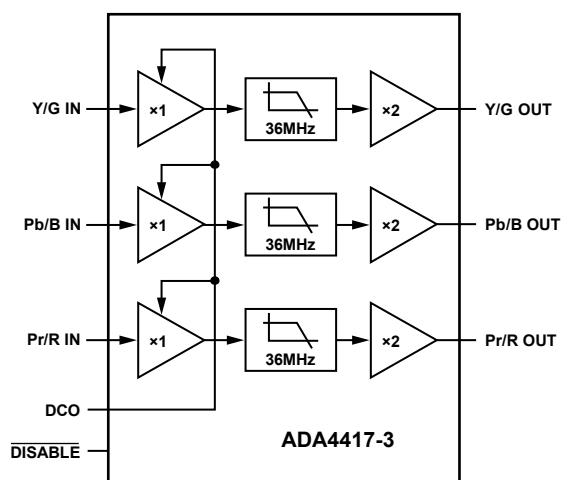 Y/G IN
×1
36MHz
×2
Y/G OUT
Pb/B IN
×1
36MHz
×2
Pb/B OUT
Pr/R IN
×1
36MHz
×2
Pr/R OUT
DCO
DISABLE
ADA4417-3